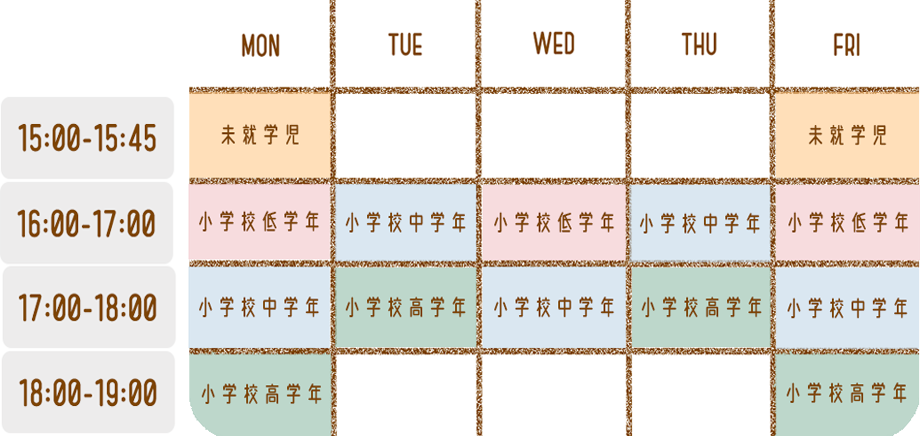 MON TUE WED THU FRI
15:00-15:45 未就学児 未就学児
16:00-17:00 小学校低学年 小学校中学年 小学校低学年 小学校中学年 小学校低学年
17:00-18:00 小学校中学年 小学校高学年 小学校中学年 小学校高学年 小学校中学年
18:00-19:00 小学校高学年 小学校高学年